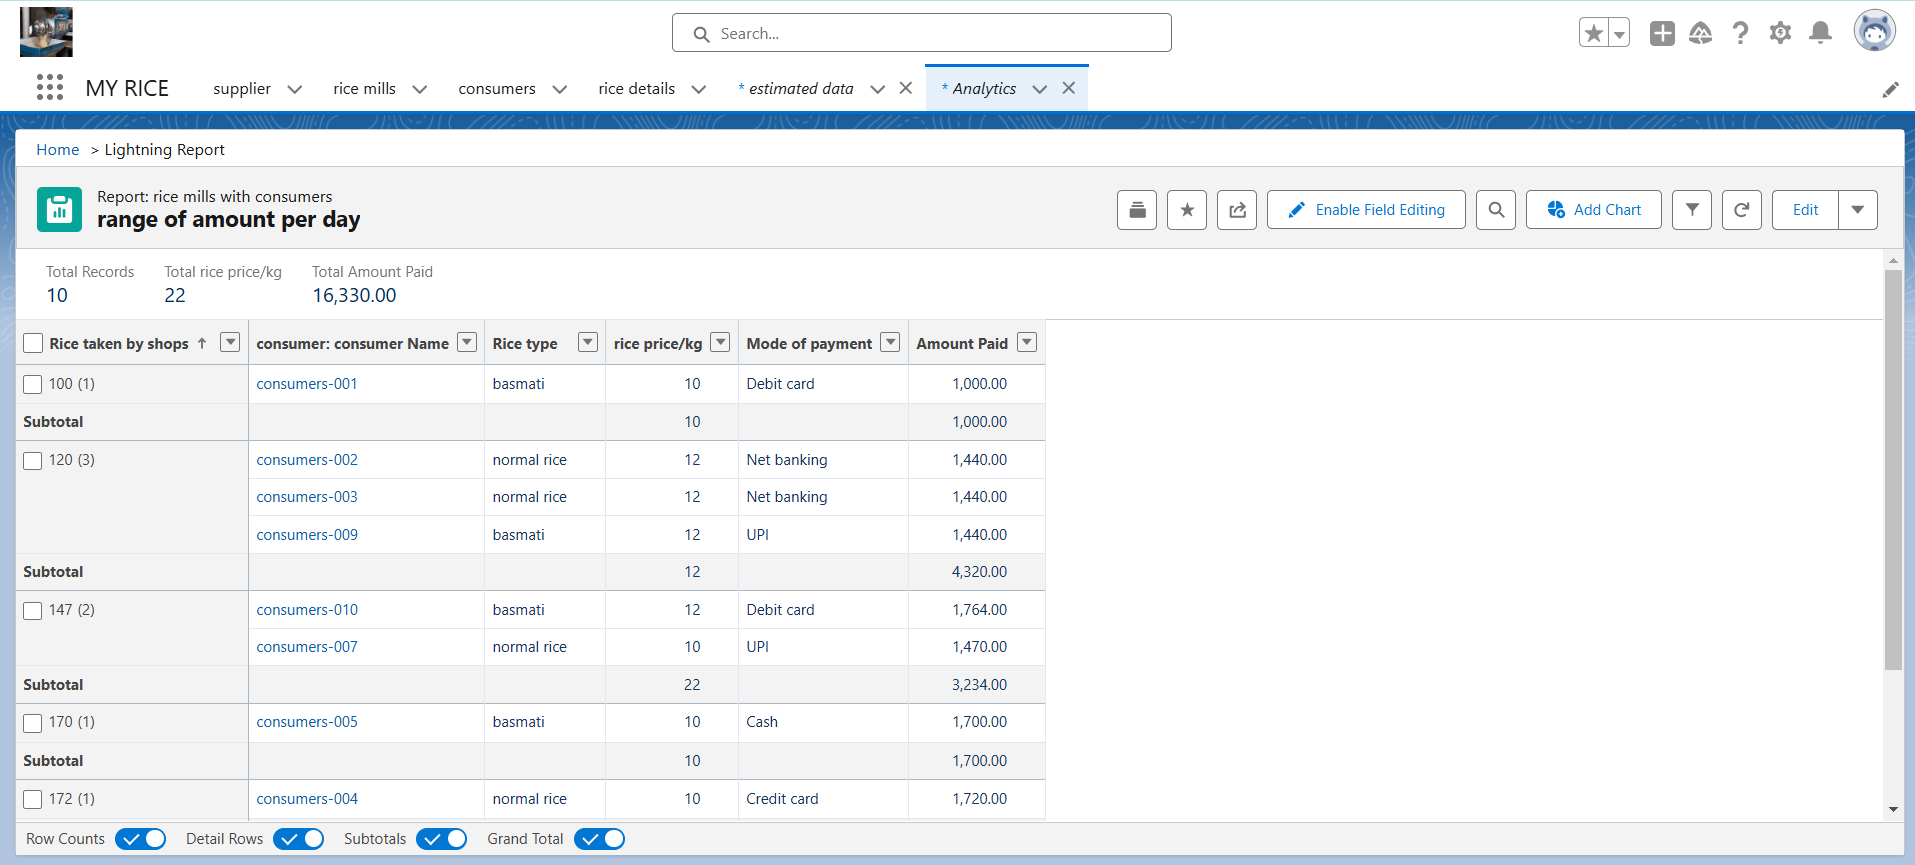 Search...
MY RICE supplier rice mills consumers rice details * estimated data * Analytics
Home > Lightning Report
Report: rice mills with consumers
range of amount per day
Enable Field Editing Add Chart Edit
Total Records Total rice price/kg Total Amount Paid
10 22 16,330.00
Rice taken by shops ↑ consumer: consumer Name Rice type rice price/kg Mode of payment Amount Paid
100 (1) consumers-001 basmati 10 Debit card 1,000.00
Subtotal 10 1,000.00
120 (3) consumers-002 normal rice 12 Net banking 1,440.00
consumers-003 normal rice 12 Net banking 1,440.00
consumers-009 basmati 12 UPI 1,440.00
Subtotal 12 4,320.00
147 (2) consumers-010 basmati 12 Debit card 1,764.00
consumers-007 normal rice 10 UPI 1,470.00
Subtotal 22 3,234.00
170 (1) consumers-005 basmati 10 Cash 1,700.00
Subtotal 10 1,700.00
172 (1) consumers-004 normal rice 10 Credit card 1,720.00
Row Counts Detail Rows Subtotals Grand Total